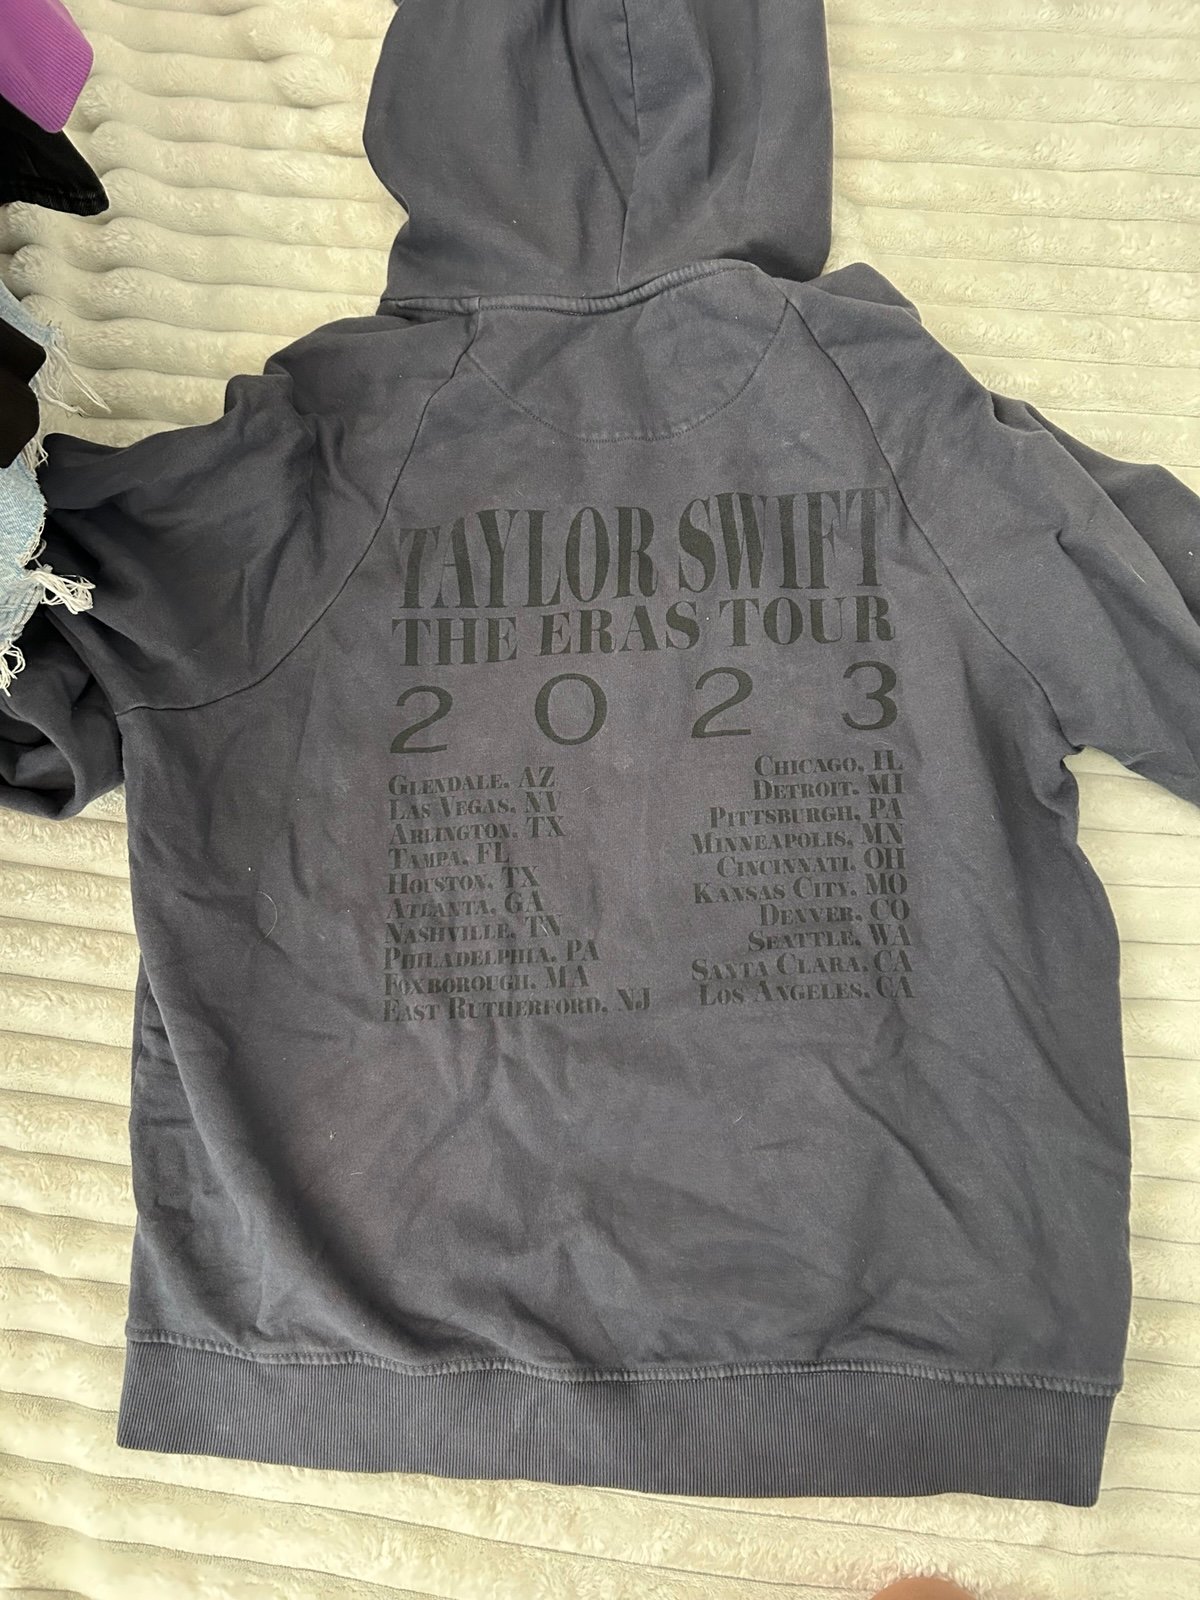 TAYLOR SWIFT
THE ERAS TOUR
2023
GLENDALE, AZ
LAS VEGAS, NV
ARLINGTON, TX
TAMPA, FL
HOUSTON, TX
ATLANTA, GA
NASHVILLE, TN
PHILADELPHIA, PA
FOXBOROUGH, MA
EAST RUTHERFORD, NJ
CHICAGO, IL
DETROIT, MI
PITTSBURGH, PA
MINNEAPOLIS, MN
CINCINNATI, OH
KANSAS CITY, MO
DENVER, CO
SEATTLE, WA
SANTA CLARA, CA
LOS ANGELES, CA